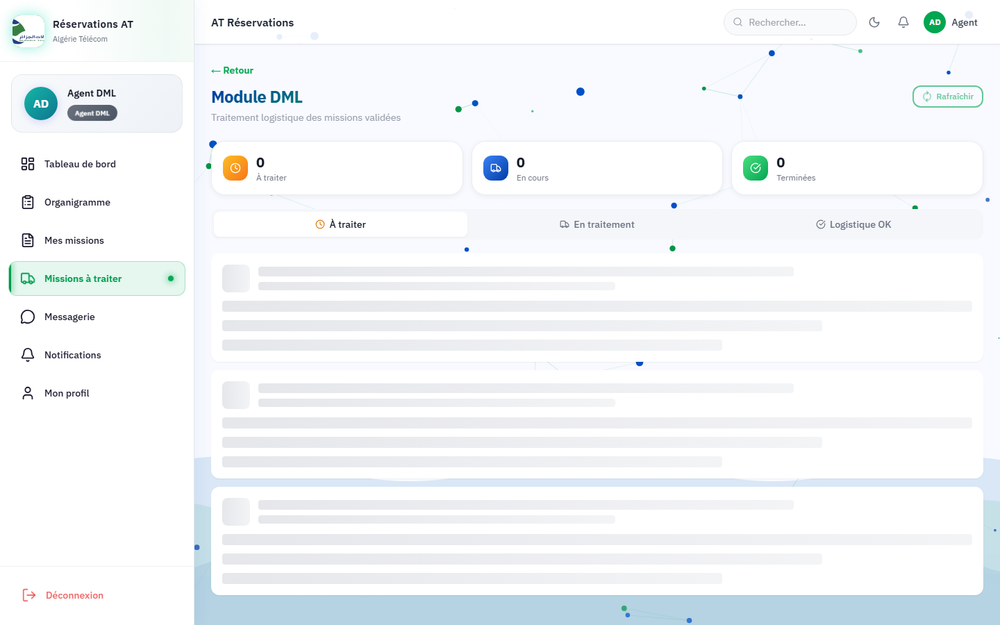 Réservations AT
Algérie Télécom
AD
Agent DML
Agent DML
Tableau de bord
Organigramme
Mes missions
Missions à traiter
Messagerie
Notifications
Mon profil
Déconnexion
AT Réservations
Rechercher...
AD
Agent
← Retour
Module DML
Traitement logistique des missions validées
Rafraîchir
0
À traiter
0
En cours
0
Terminées
À traiter
En traitement
Logistique OK